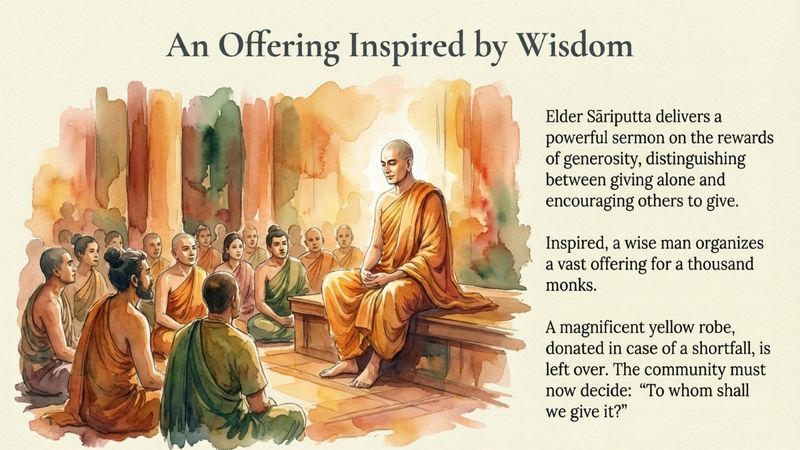 An Offering Inspired by Wisdom
Elder Sāriputta delivers a
powerful sermon on the rewards
of generosity, distinguishing
between giving alone and
encouraging others to give.
Inspired, a wise man organizes
a vast offering for a thousand
monks.
A magnificent yellow robe,
donated in case of a shortfall, is
left over. The community must
now decide: “To whom shall
we give it?”